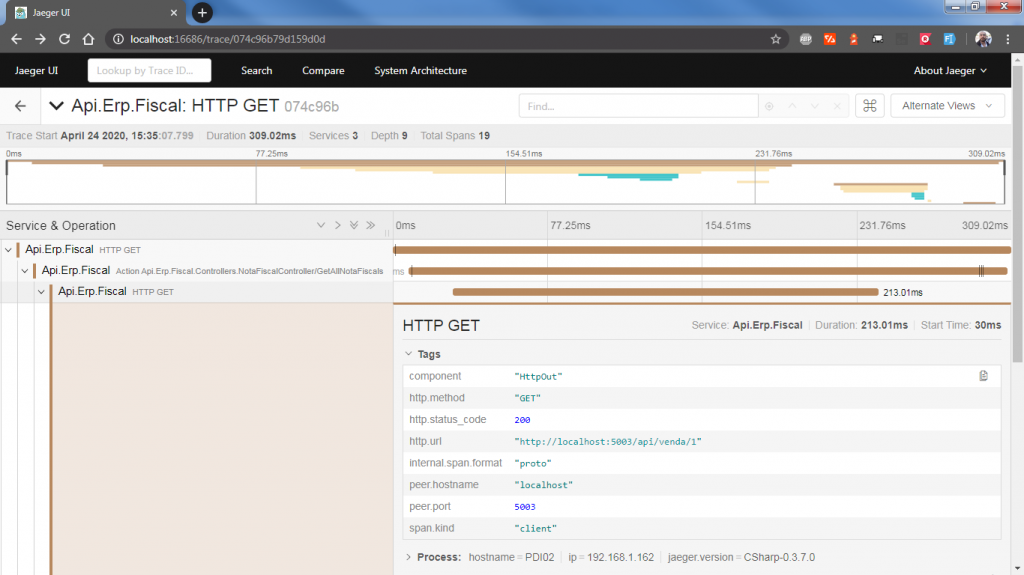 Jaeger UI
localhost:16686/trace/074c96b79d159d0d
Jaeger UI Lookup by Trace ID... Search Compare System Architecture About Jaeger
Api.Erp.Fiscal: HTTP GET 074c96b Find... Alternate Views
Trace Start April 24 2020, 15:35:07.799 Duration 309.02ms Services 3 Depth 9 Total Spans 19
0ms 77.25ms 154.51ms 231.76ms 309.02ms
Service & Operation 0ms 77.25ms 154.51ms 231.76ms 309.02ms
Api.Erp.Fiscal HTTP GET
Api.Erp.Fiscal Action Api.Erp.Fiscal.Controllers.NotaFiscalController/GetAllNotaFiscals ms
Api.Erp.Fiscal HTTP GET 213.01ms
HTTP GET Service: Api.Erp.Fiscal Duration: 213.01ms Start Time: 30ms
Tags
component "HttpOut"
http.method "GET"
http.status_code 200
http.url "http://localhost:5003/api/venda/1"
internal.span.format "proto"
peer.hostname "localhost"
peer.port 5003
span.kind "client"
Process: hostname = PDI02 ip = 192.168.1.162 jaeger.version = CSharp-0.3.7.0